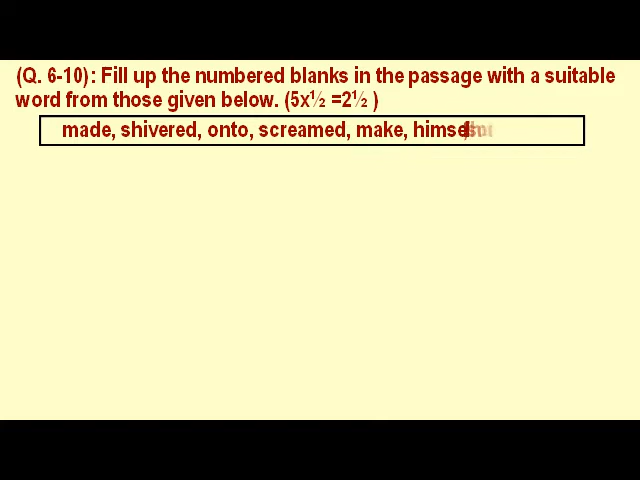 (Q. 6-10): Fill up the numbered blanks in the passage with a suitable
word from those given below. (5x½ =2½ )
made, shivered, onto, screamed, make,